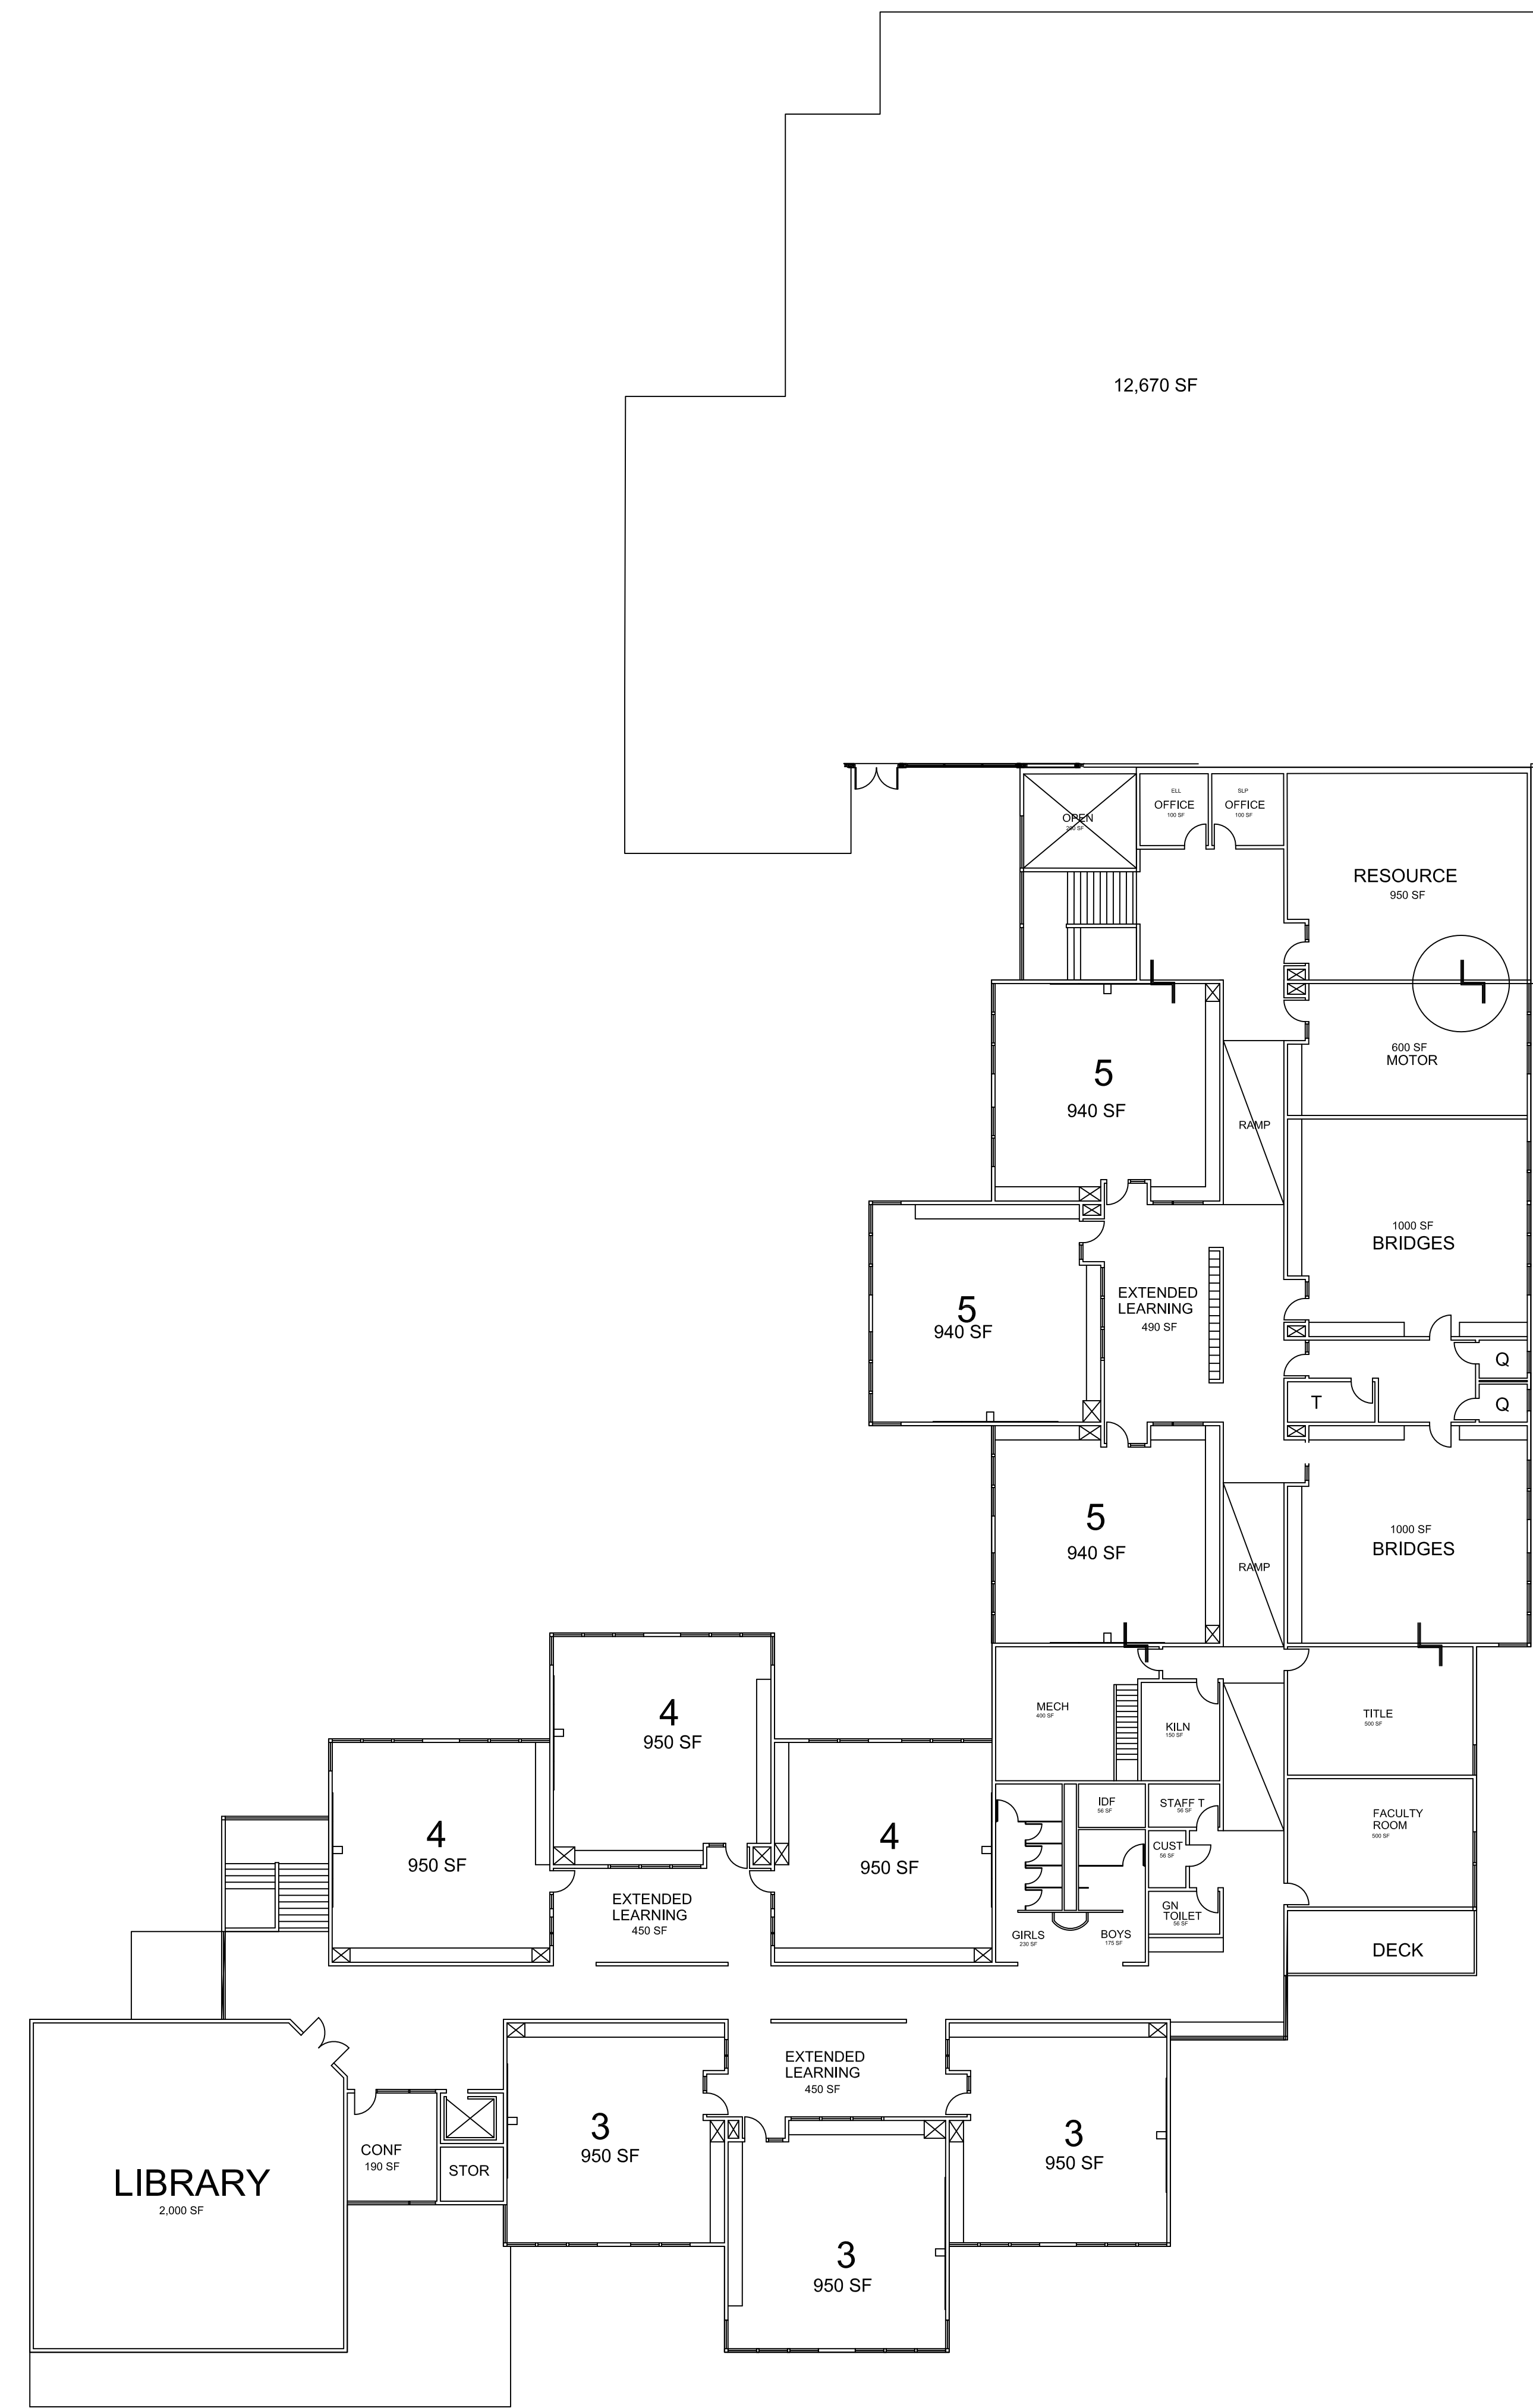 12,670 SF
ELL
OFFICE
100 SF
SLP
OFFICE
100 SF
OPEN
200 SF
RESOURCE
950 SF
600 SF
MOTOR
5
940 SF
RAMP
1000 SF
BRIDGES
5
940 SF
EXTENDED
LEARNING
490 SF
Q
T
Q
5
940 SF
RAMP
1000 SF
BRIDGES
4
950 SF
MECH
400 SF
KILN
150 SF
TITLE
500 SF
IDF
56 SF
STAFF T
56 SF
FACULTY
ROOM
500 SF
4
950 SF
4
950 SF
CUST
56 SF
EXTENDED
LEARNING
450 SF
GN
TOILET
56 SF
GIRLS
230 SF
BOYS
175 SF
DECK
EXTENDED
LEARNING
450 SF
3
950 SF
3
950 SF
CONF
190 SF
STOR
LIBRARY
2,000 SF
3
950 SF